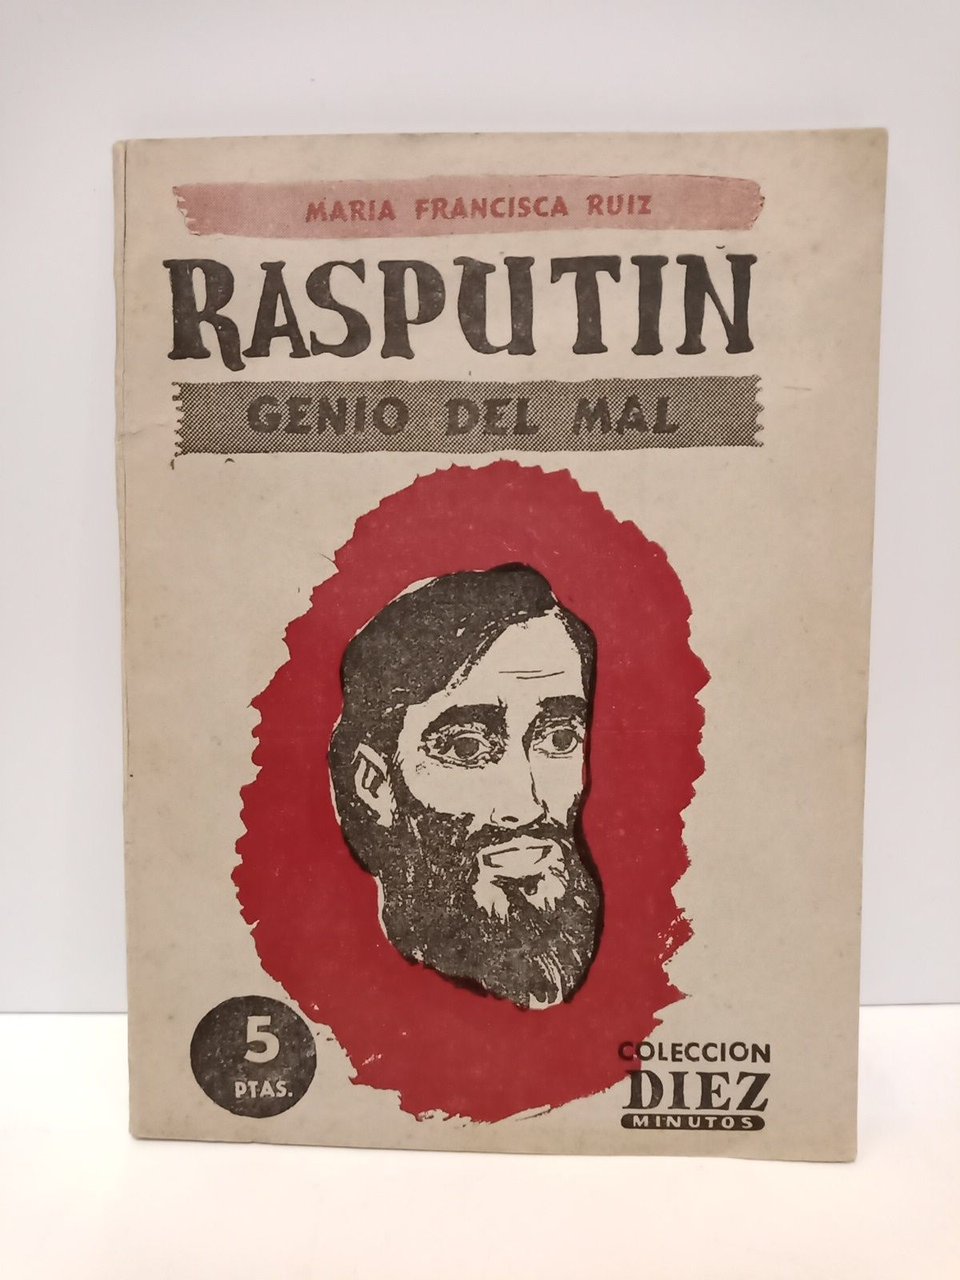 MARIA FRANCISCA RUIZ
RASPUTIN
GENIO DEL MAL
5
PTAS.
COLECCION
DIEZ
MINUTOS